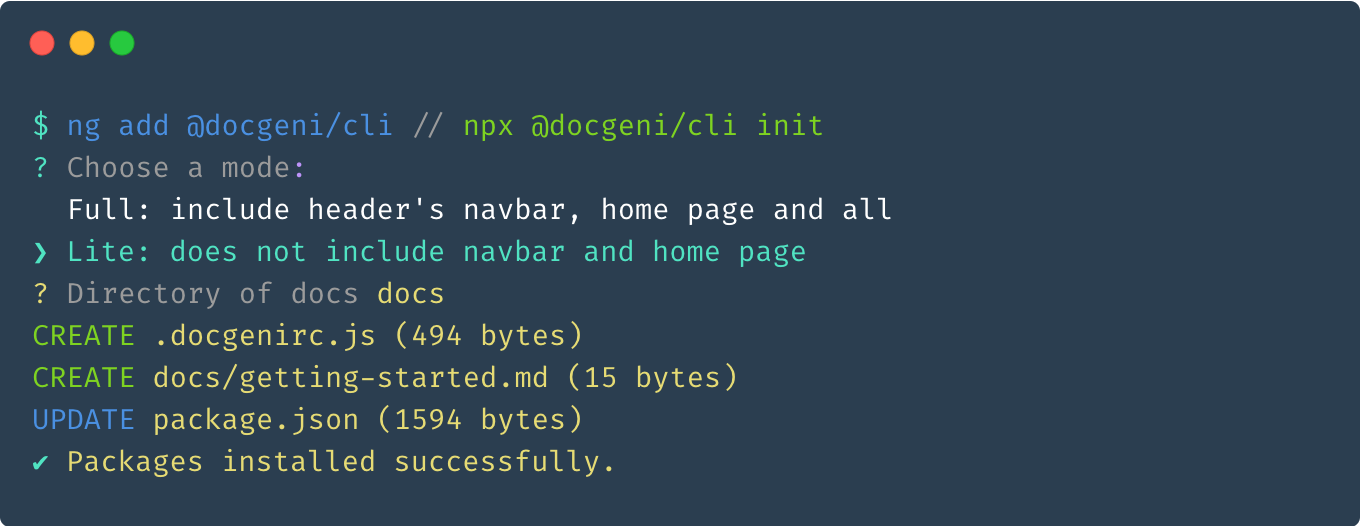 $ ng add @docgeni/cli // npx @docgeni/cli init
? Choose a mode:
Full: include header's navbar, home page and all
❯ Lite: does not include navbar and home page
? Directory of docs docs
CREATE .docgenirc.js (494 bytes)
CREATE docs/getting-started.md (15 bytes)
UPDATE package.json (1594 bytes)
✔ Packages installed successfully.